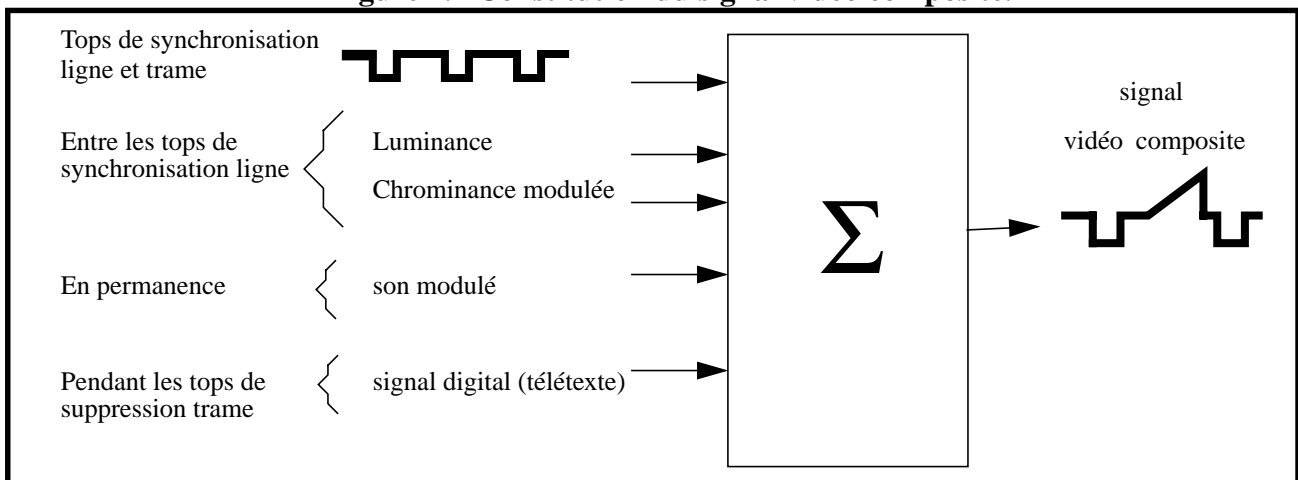 Tops de synchronisation
ligne et trame
Entre les tops de
synchronisation ligne
Luminance
Chrominance modulée
En permanence
son modulé
Pendant les tops de
suppression trame
signal digital (télétexte)
Σ
signal
vidéo composite